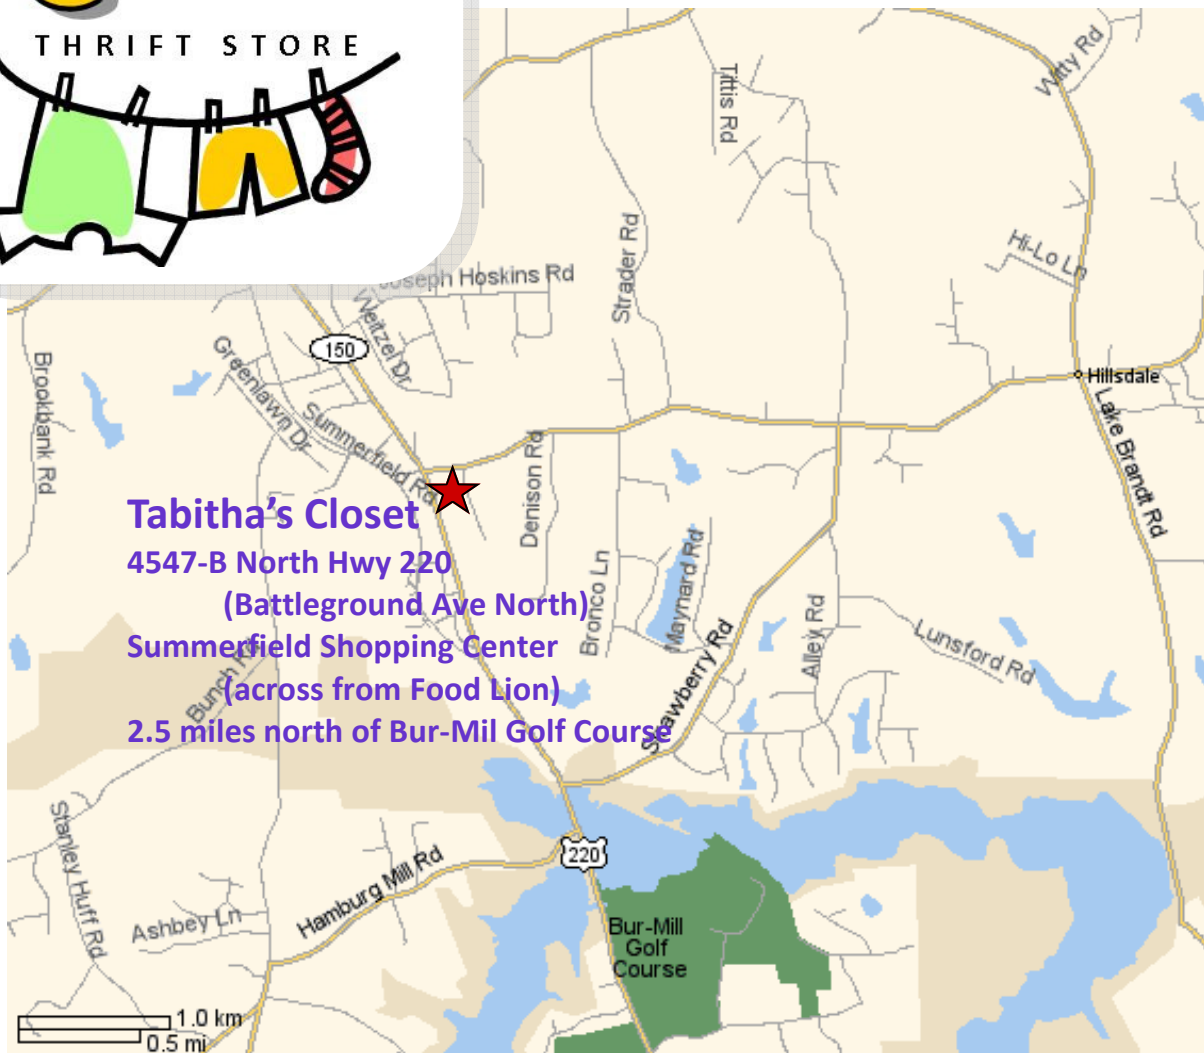 THRIFT STORE
Tittis Rd
Witty Rd
Strader Rd
Hi-Lo Ln
Joseph Hoskins Rd
Weitzel Dr
150
Greenlawn Dr
Brookbank Rd
Hillsdale
Summerfield Rd
Lake Brandt Rd
Denison Rd
Tabitha’s Closet
4547-B North Hwy 220
(Battleground Ave North)
Summerfield Shopping Center
(across from Food Lion)
2.5 miles north of Bur-Mil Golf Course
Bronco Ln
Maynard Rd
Alley Rd
Lunsford Rd
Bunch Rd
Strawberry Rd
Stanley Huff Rd
Hamburg Mill Rd
220
Ashbey Ln
Bur-Mill
Golf
Course
1.0 km
0.5 mi